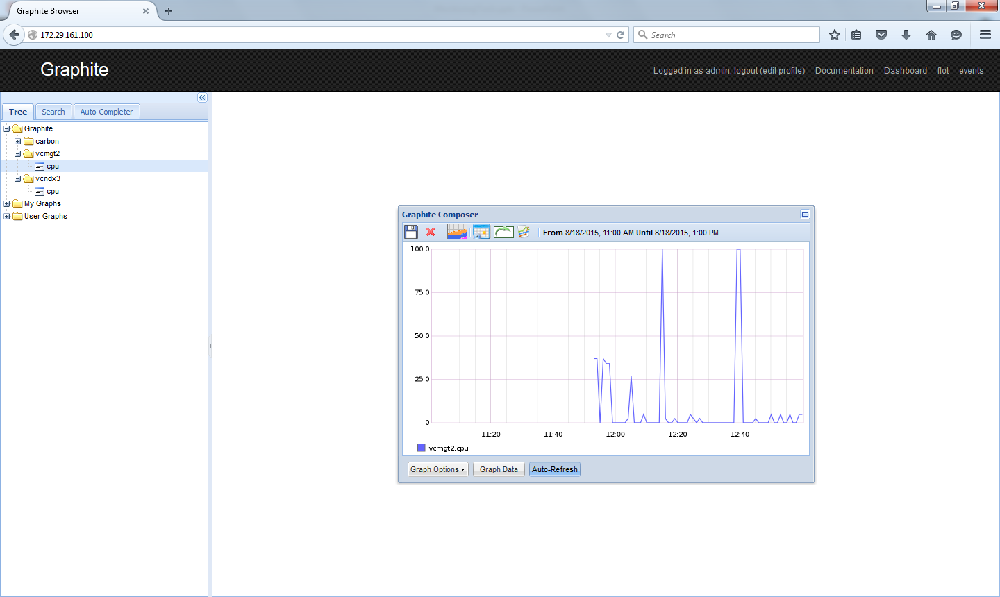 Graphite Browser
172.29.161.100
Search
Graphite
Logged in as admin, logout (edit profile) Documentation Dashboard flot events
Tree Search Auto-Completer
Graphite
carbon
vcmgt2
cpu
vcndx3
cpu
My Graphs
User Graphs
Graphite Composer
From 8/18/2015, 11:00 AM Until 8/18/2015, 1:00 PM
100.0
75.0
50.0
25.0
0
11:20 11:40 12:00 12:20 12:40
vcmgt2.cpu
Graph Options Graph Data Auto-Refresh